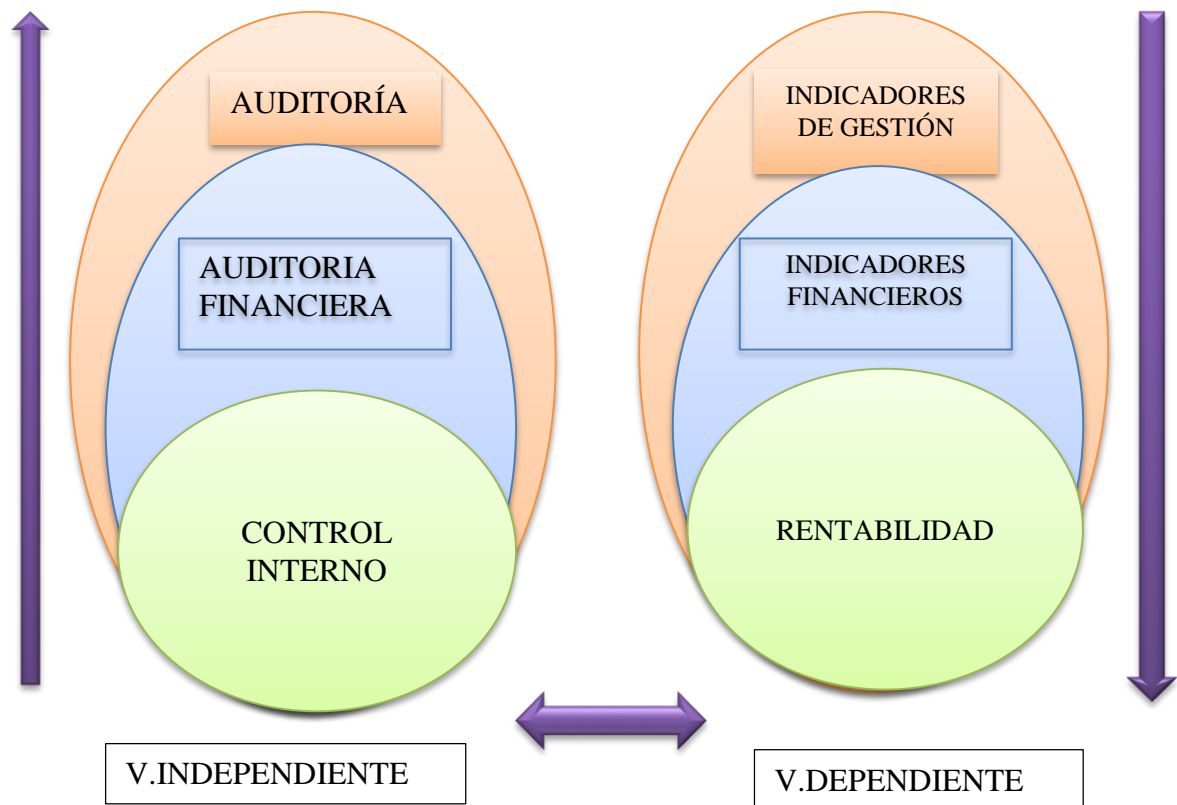 AUDITORÍA
AUDITORIA
FINANCIERA
CONTROL
INTERNO
V.INDEPENDIENTE
INDICADORES
DE GESTIÓN
INDICADORES
FINANCIEROS
RENTABILIDAD
V.DEPENDIENTE